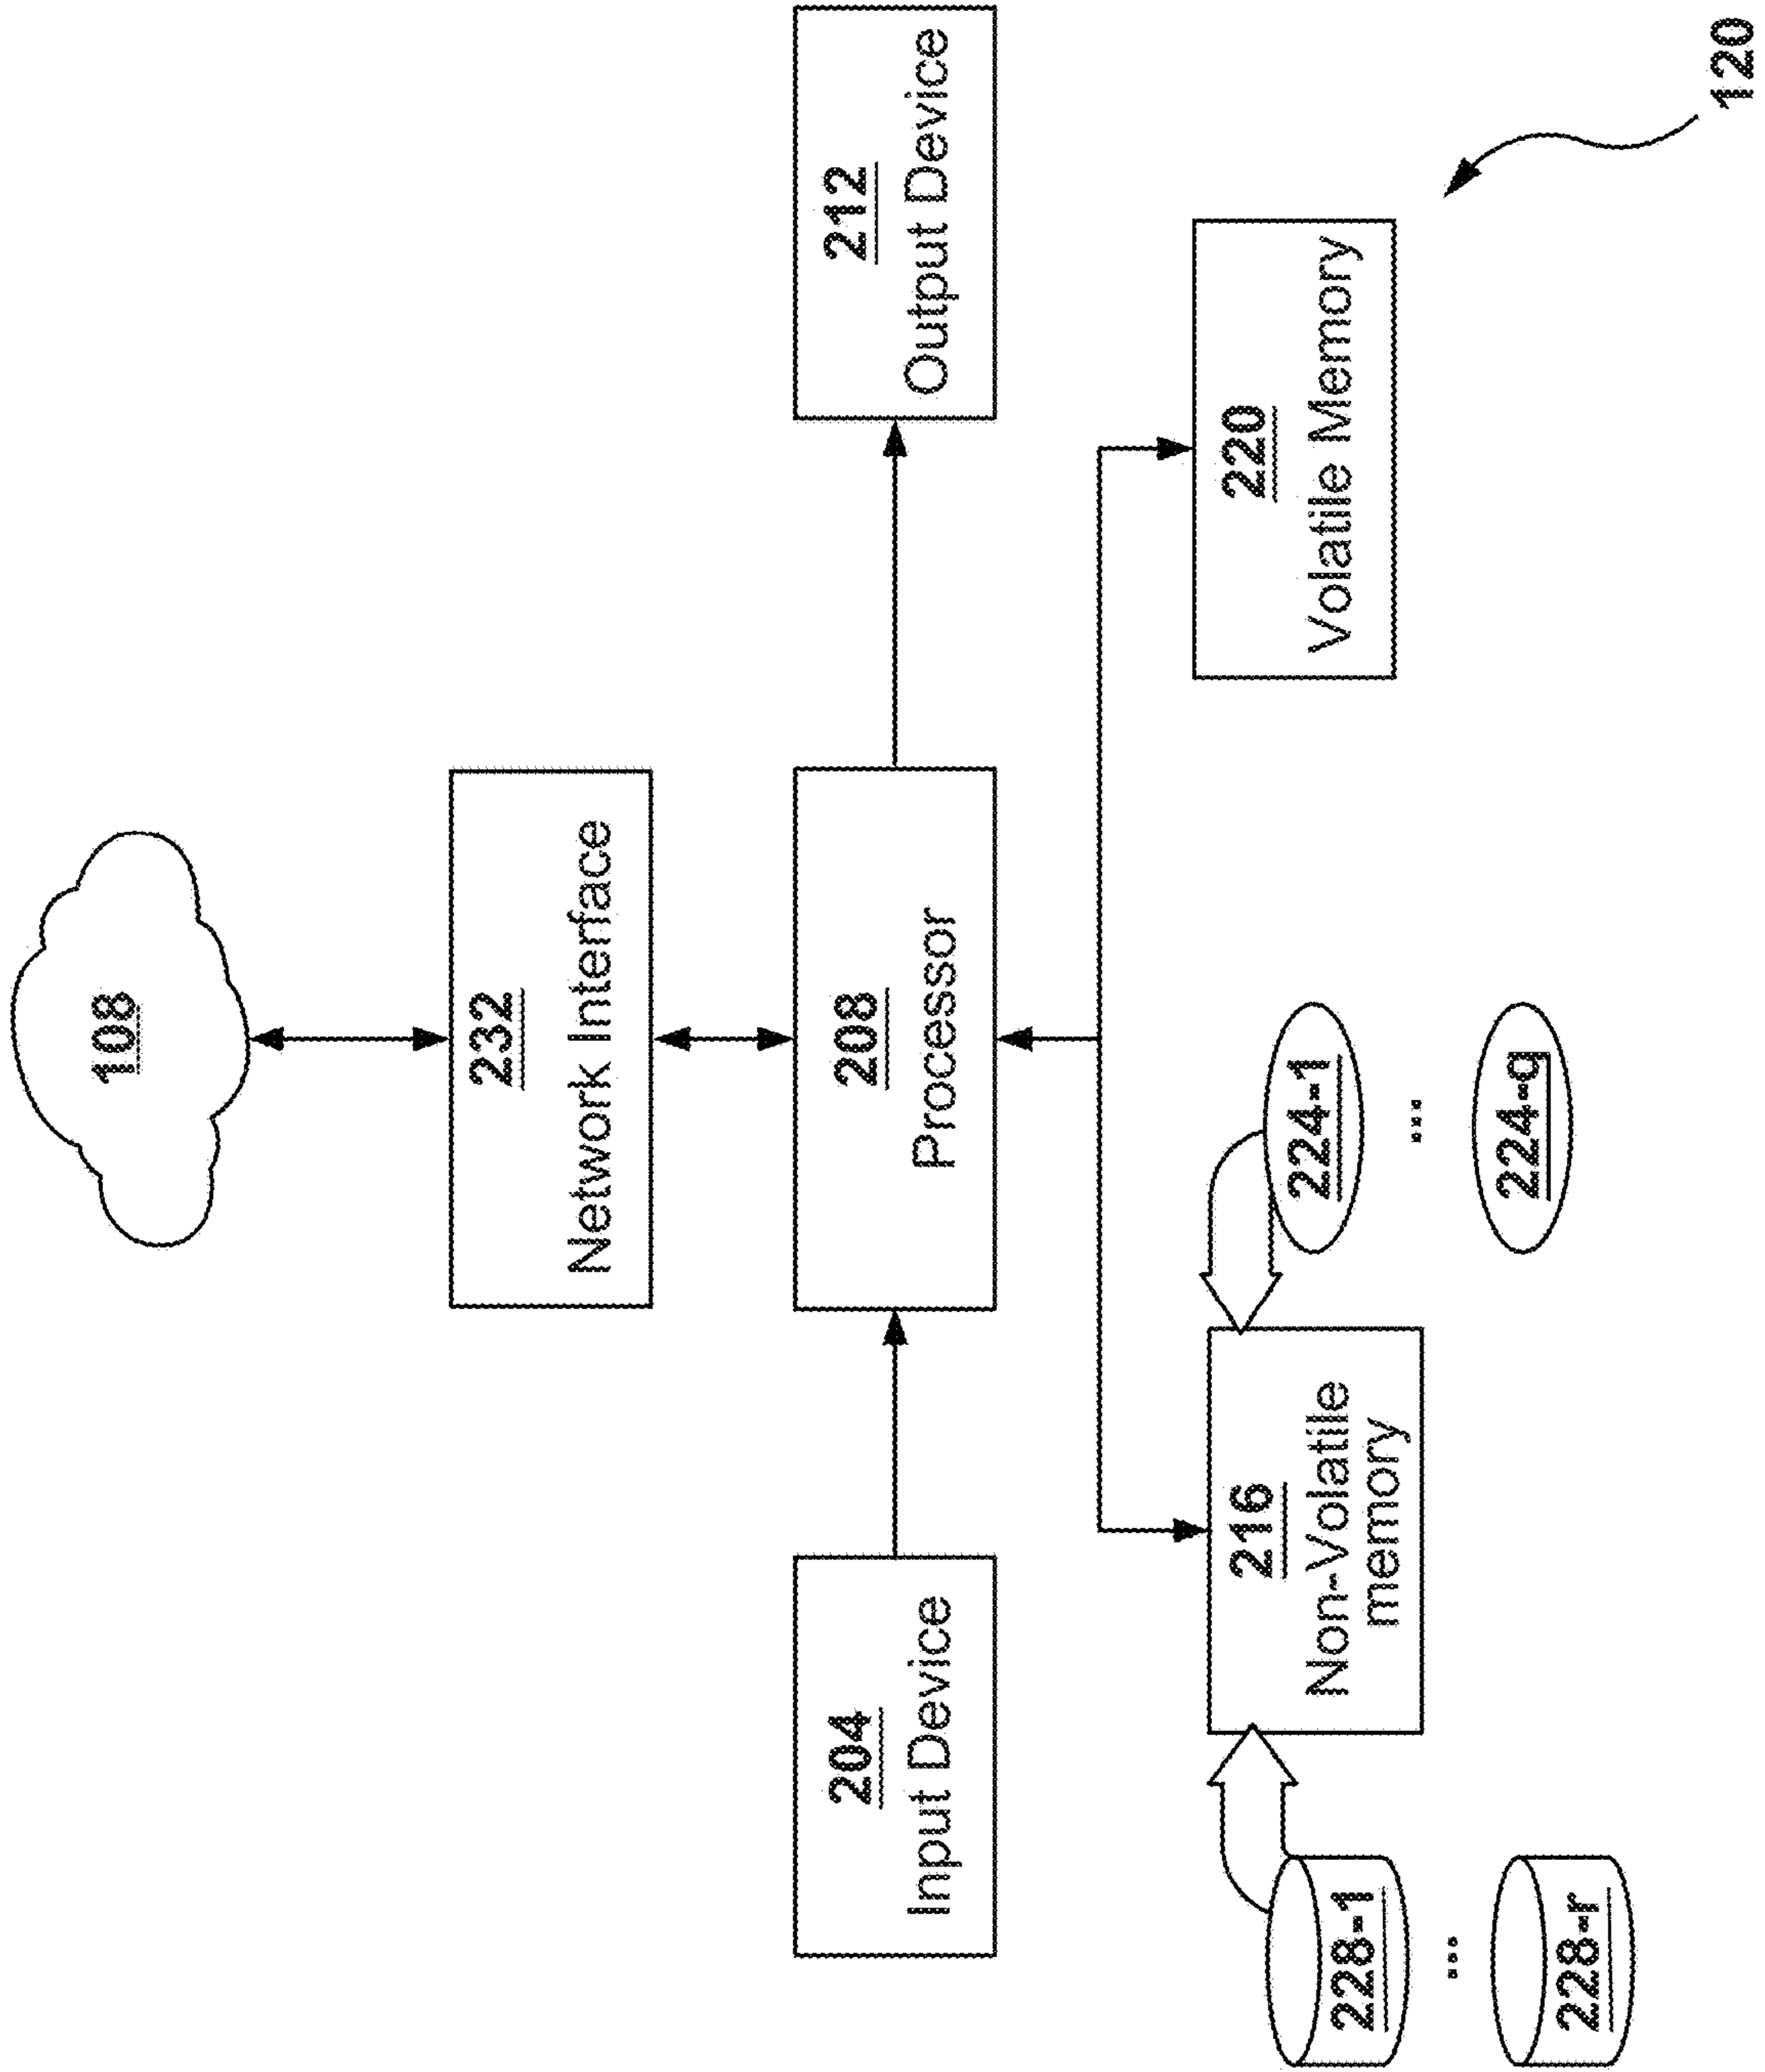 108
232
Network Interface
204
Input Device
208
Processor
212
Output Device
216
Non-Volatile
memory
220
Volatile Memory
228-1
...
228-r
224-1
...
224-q
120